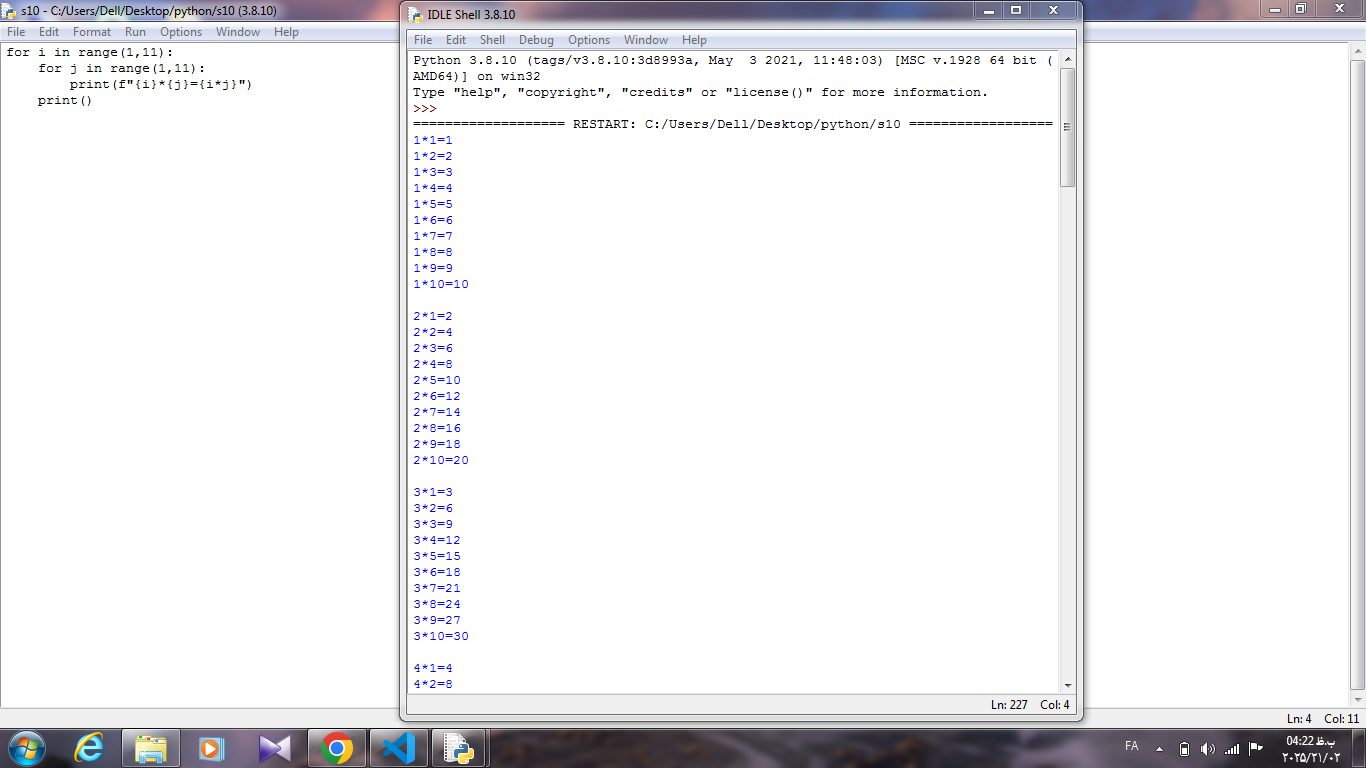 s10 - C:/Users/Dell/Desktop/python/s10 (3.8.10)
File Edit Format Run Options Window Help
for i in range(1,11):
    for j in range(1,11):
        print(f"{i}*{j}={i*j}")
    print()
Ln: 4 Col: 11
IDLE Shell 3.8.10
File Edit Shell Debug Options Window Help
Python 3.8.10 (tags/v3.8.10:3d8993a, May  3 2021, 11:48:03) [MSC v.1928 64 bit (
AMD64)] on win32
Type "help", "copyright", "credits" or "license()" for more information.
>>>
=================== RESTART: C:/Users/Dell/Desktop/python/s10 ==================
1*1=1
1*2=2
1*3=3
1*4=4
1*5=5
1*6=6
1*7=7
1*8=8
1*9=9
1*10=10

2*1=2
2*2=4
2*3=6
2*4=8
2*5=10
2*6=12
2*7=14
2*8=16
2*9=18
2*10=20

3*1=3
3*2=6
3*3=9
3*4=12
3*5=15
3*6=18
3*7=21
3*8=24
3*9=27
3*10=30

4*1=4
4*2=8
Ln: 227 Col: 4
FA
04:22 ب.ظ
۲۰۲۵/۲۱/۰۲